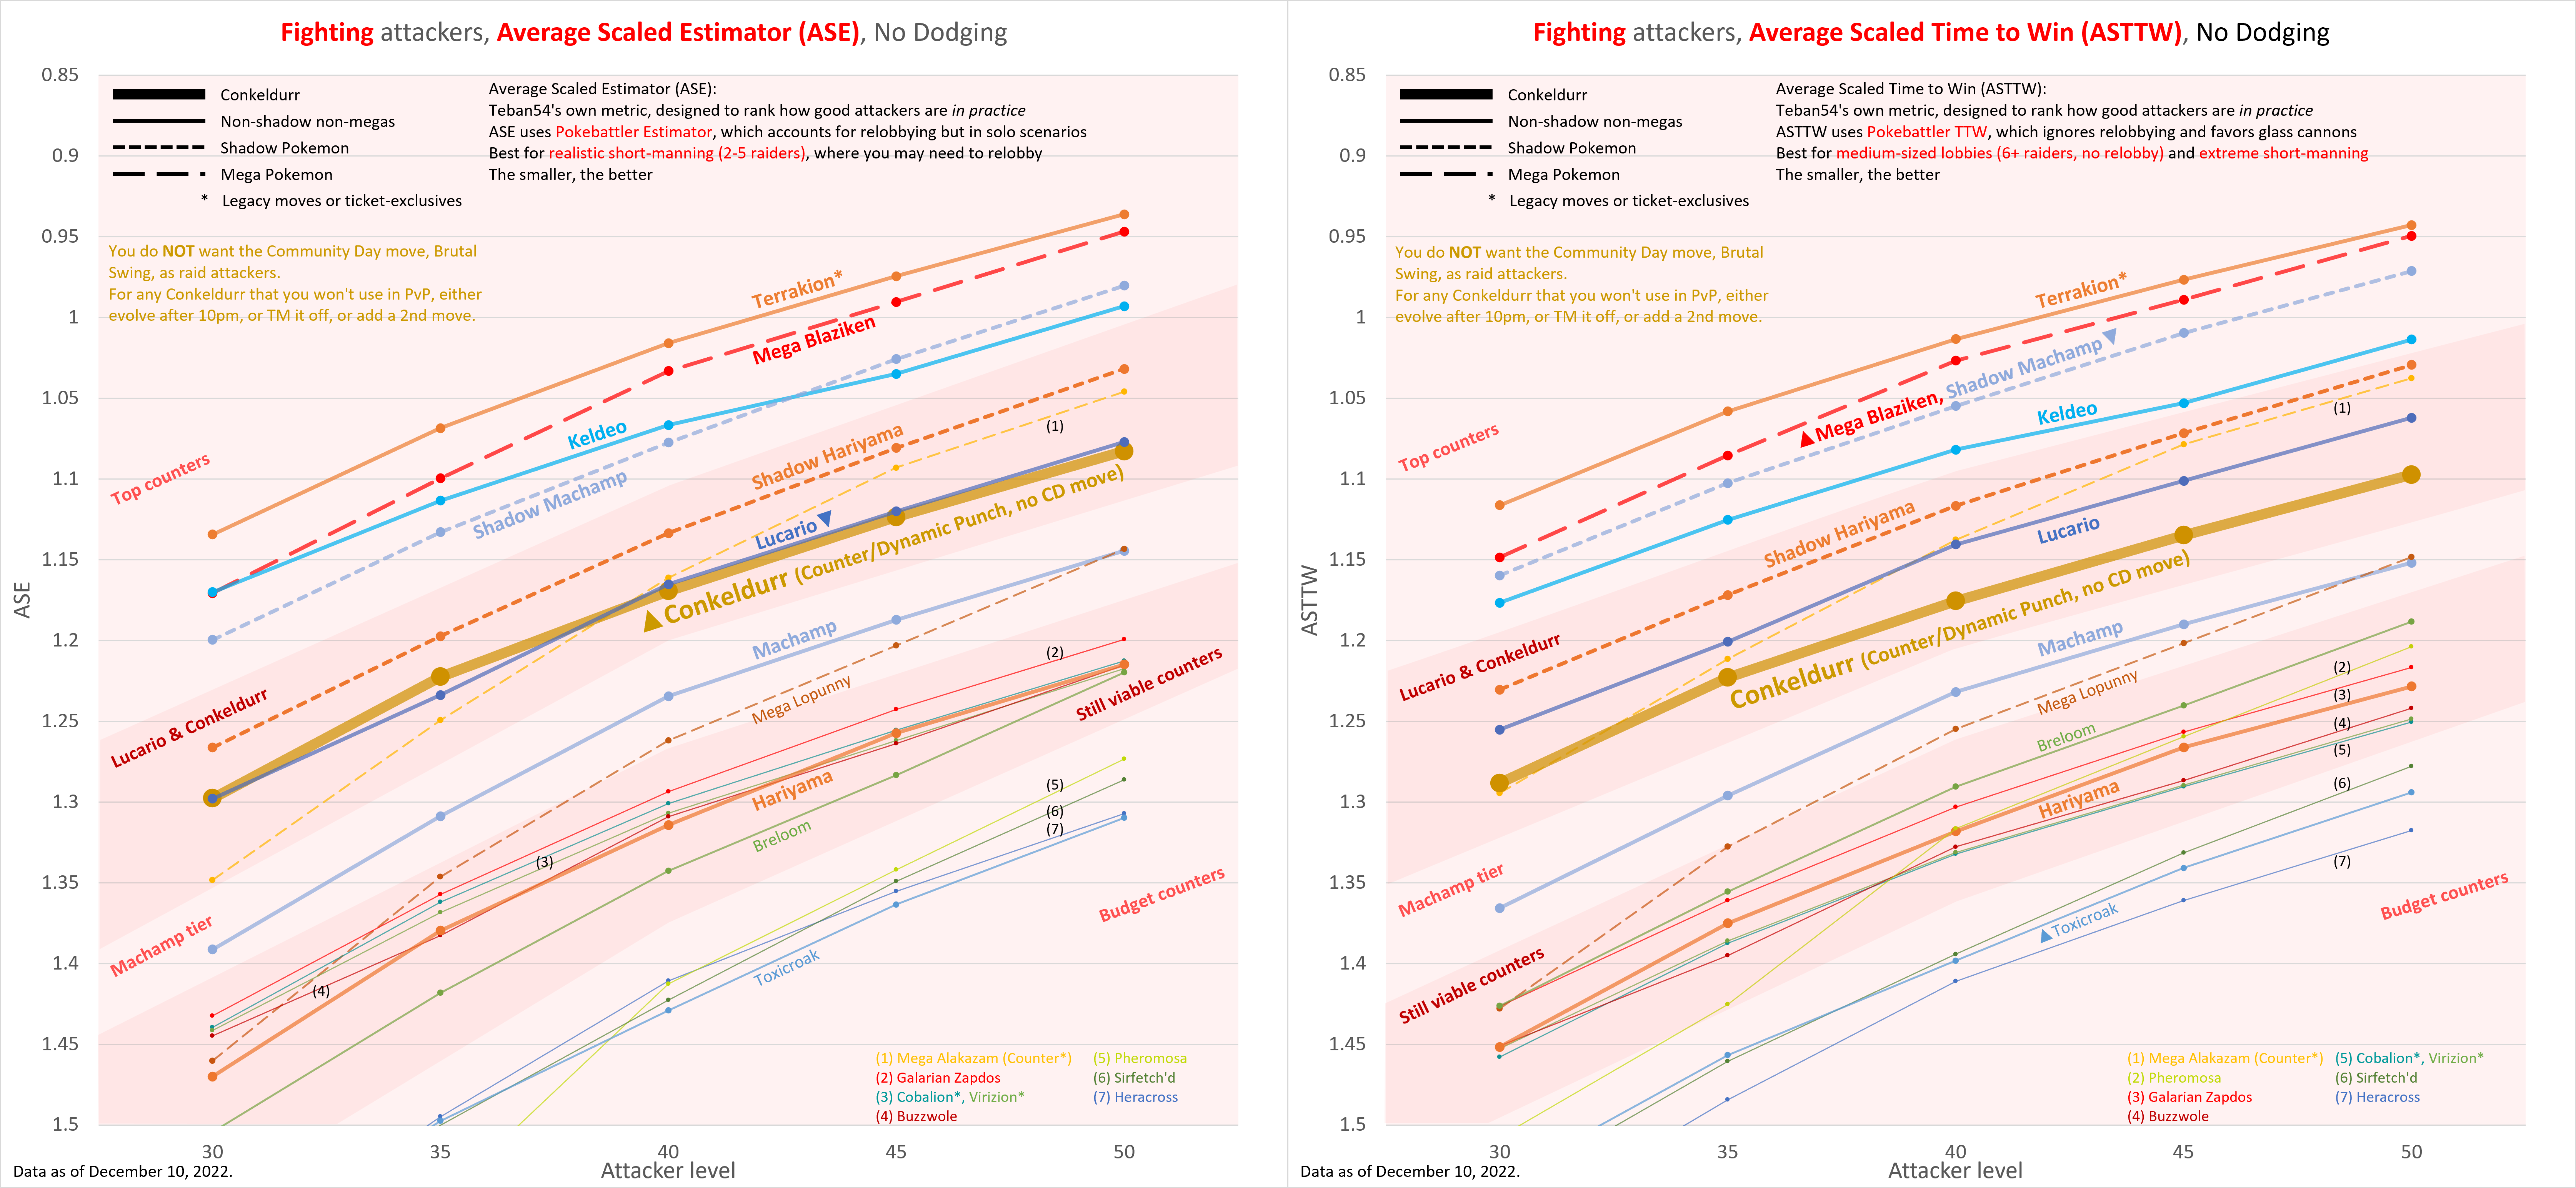 Fighting attackers, Average Scaled Estimator (ASE), No Dodging
0.85
0.9
0.95
1
1.05
1.1
1.15
1.2
1.25
1.3
1.35
1.4
1.45
1.5
ASE
Conkeldurr
Non-shadow non-megas
Shadow Pokemon
Mega Pokemon
* Legacy moves or ticket-exclusives
Average Scaled Estimator (ASE):
Teban54's own metric, designed to rank how good attackers are in practice
ASE uses Pokebattler Estimator, which accounts for relobbying but in solo scenarios
Best for realistic short-manning (2-5 raiders), where you may need to relobby
The smaller, the better
You do NOT want the Community Day move, Brutal
Swing, as raid attackers.
For any Conkeldurr that you won't use in PvP, either
evolve after 10pm, or TM it off, or add a 2nd move.
Terrakion*
Mega Blaziken
Keldeo
Shadow Machamp
Shadow Hariyama
(1)
Lucario ▼
▲Conkeldurr (Counter/Dynamic Punch, no CD move)
Machamp
Mega Lopunny
(2)
(3)
(4)
Hariyama
Breloom
(5)
(6)
(7)
Toxicroak
Top counters
Lucario & Conkeldurr
Machamp tier
Still viable counters
Budget counters
(1) Mega Alakazam (Counter*)
(2) Galarian Zapdos
(3) Cobalion*, Virizion*
(4) Buzzwole
(5) Pheromosa
(6) Sirfetch'd
(7) Heracross
30 35 40 45 50
Attacker level
Data as of December 10, 2022.
Fighting attackers, Average Scaled Time to Win (ASTTW), No Dodging
0.85
0.9
0.95
1
1.05
1.1
1.15
1.2
1.25
1.3
1.35
1.4
1.45
1.5
ASTTW
Conkeldurr
Non-shadow non-megas
Shadow Pokemon
Mega Pokemon
* Legacy moves or ticket-exclusives
Average Scaled Time to Win (ASTTW):
Teban54's own metric, designed to rank how good attackers are in practice
ASTTW uses Pokebattler TTW, which ignores relobbying and favors glass cannons
Best for medium-sized lobbies (6+ raiders, no relobby) and extreme short-manning
The smaller, the better
You do NOT want the Community Day move, Brutal
Swing, as raid attackers.
For any Conkeldurr that you won't use in PvP, either
evolve after 10pm, or TM it off, or add a 2nd move.
Terrakion*
▲Mega Blaziken, Shadow Machamp ▼
Keldeo
(1)
Shadow Hariyama
Lucario
Conkeldurr (Counter/Dynamic Punch, no CD move)
Machamp
Mega Lopunny
Breloom
(2)
(3)
(4)
(5)
(6)
Hariyama
(7)
▲Toxicroak
Top counters
Lucario & Conkeldurr
Machamp tier
Still viable counters
Budget counters
(1) Mega Alakazam (Counter*)
(2) Pheromosa
(3) Galarian Zapdos
(4) Buzzwole
(5) Cobalion*, Virizion*
(6) Sirfetch'd
(7) Heracross
30 35 40 45 50
Attacker level
Data as of December 10, 2022.